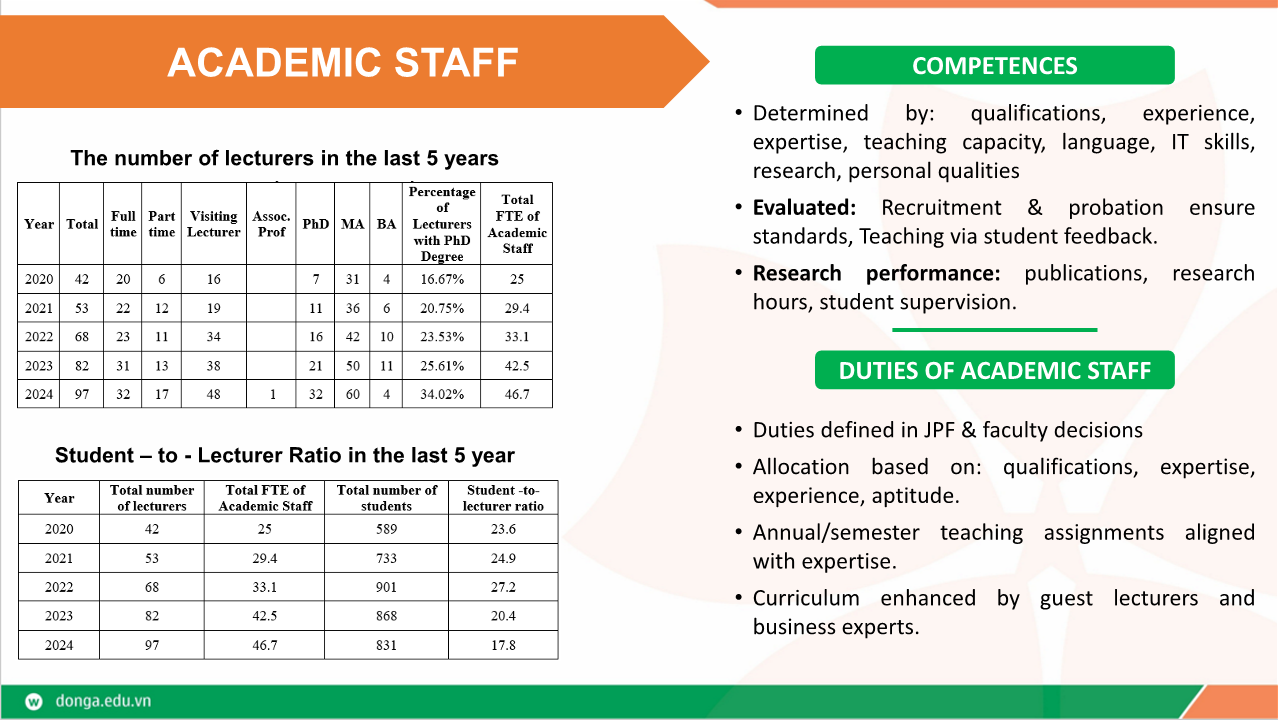 ACADEMIC STAFF
The number of lecturers in the last 5 years
Year Total Full time Part time Visiting Lecturer Assoc. Prof PhD MA BA Percentage of Lecturers with PhD Degree Total FTE of Academic Staff
2020 42 20 6 16 7 31 4 16.67% 25
2021 53 22 12 19 11 36 6 20.75% 29.4
2022 68 23 11 34 16 42 10 23.53% 33.1
2023 82 31 13 38 21 50 11 25.61% 42.5
2024 97 32 17 48 1 32 60 4 34.02% 46.7
Student – to - Lecturer Ratio in the last 5 year
Year Total number of lecturers Total FTE of Academic Staff Total number of students Student -to- lecturer ratio
2020 42 25 589 23.6
2021 53 29.4 733 24.9
2022 68 33.1 901 27.2
2023 82 42.5 868 20.4
2024 97 46.7 831 17.8
COMPETENCES
• Determined by: qualifications, experience,
expertise, teaching capacity, language, IT skills,
research, personal qualities
• Evaluated: Recruitment & probation ensure
standards, Teaching via student feedback.
• Research performance: publications, research
hours, student supervision.
DUTIES OF ACADEMIC STAFF
• Duties defined in JPF & faculty decisions
• Allocation based on: qualifications, expertise,
experience, aptitude.
• Annual/semester teaching assignments aligned
with expertise.
• Curriculum enhanced by guest lecturers and
business experts.
w donga.edu.vn